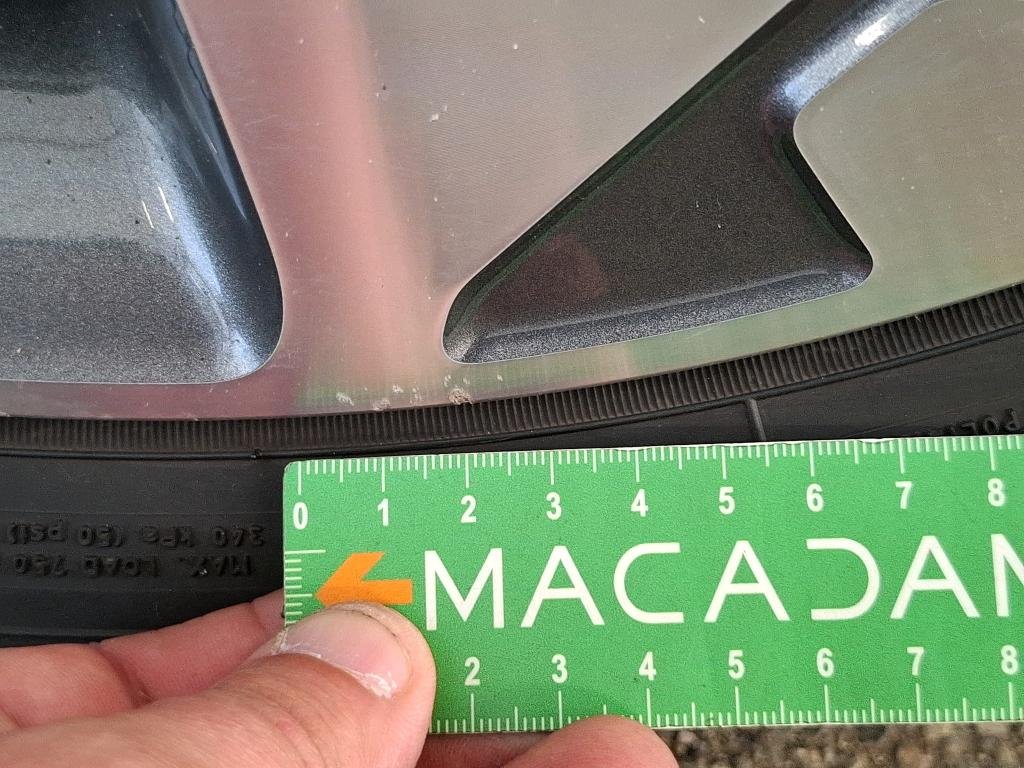 POLY
0 1 2 3 4 5 6 7 8
340 kPa (50 psi)
MAX. LOAD 750
MACADAM
2 3 4 5 6 7 8